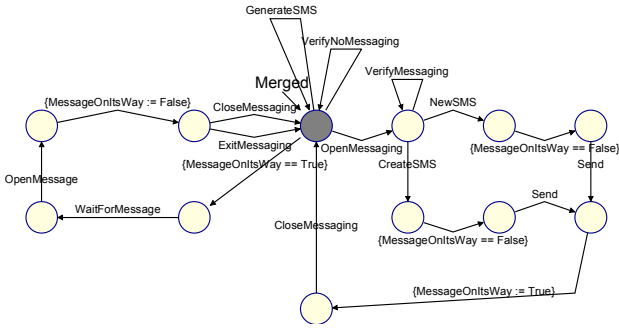 GenerateSMS
VerifyNoMessaging
VerifyMessaging
Merged
{MessageOnItsWay := False}
CloseMessaging
NewSMS
ExitMessaging
OpenMessaging
{MessageOnItsWay == False}
{MessageOnItsWay == True}
CreateSMS
Send
OpenMessage
WaitForMessage
Send
CloseMessaging
{MessageOnItsWay == False}
{MessageOnItsWay := True}